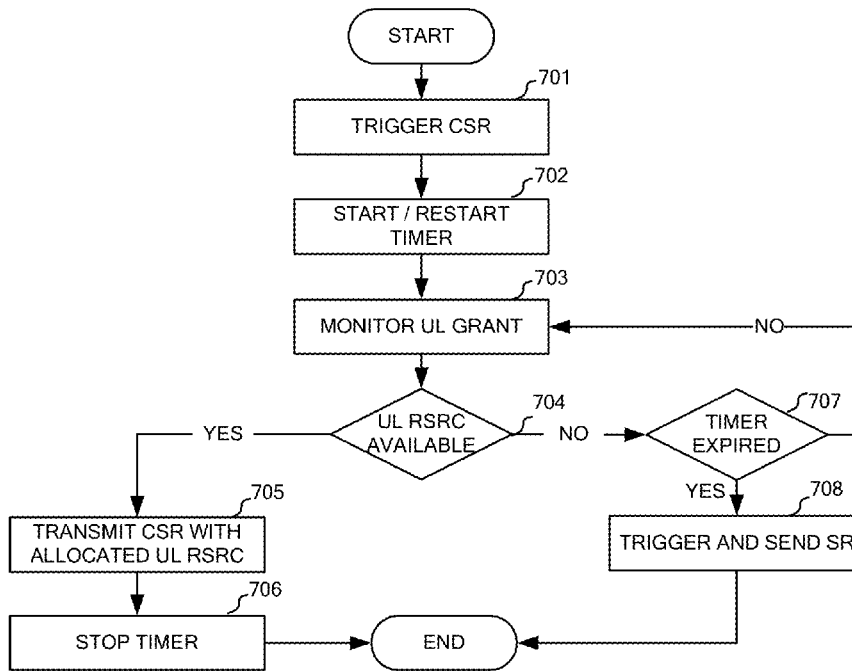 START
701
TRIGGER CSR
702
START / RESTART
TIMER
703
MONITOR UL GRANT
NO
704
UL RSRC
AVAILABLE
YES
NO
707
TIMER
EXPIRED
YES
705
TRANSMIT CSR WITH
ALLOCATED UL RSRC
708
TRIGGER AND SEND SR
706
STOP TIMER
END